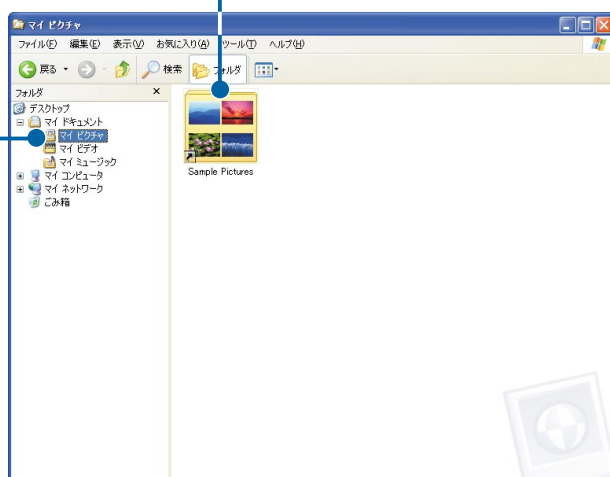 マイ ピクチャ
ファイル(F) 編集(E) 表示(V) お気に入り(A) ツール(T) ヘルプ(H)
戻る 検索 フォルダ
フォルダ ×
デスクトップ
マイ ドキュメント
マイ ピクチャ
マイ ビデオ
マイ ミュージック
マイ コンピュータ
マイ ネットワーク
ごみ箱
Sample Pictures